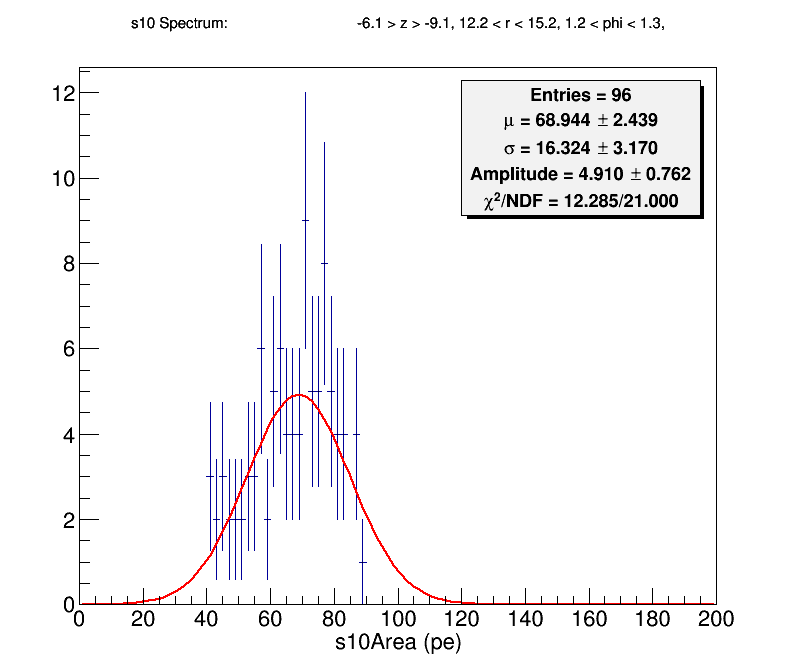 s10 Spectrum: -6.1 > z > -9.1, 12.2 < r < 15.2, 1.2 < phi < 1.3,
Entries = 96
μ = 68.944 ± 2.439
σ = 16.324 ± 3.170
Amplitude = 4.910 ± 0.762
χ²/NDF = 12.285/21.000
12
10
8
6
4
2
0
0 20 40 60 80 100 120 140 160 180 200
s10Area (pe)